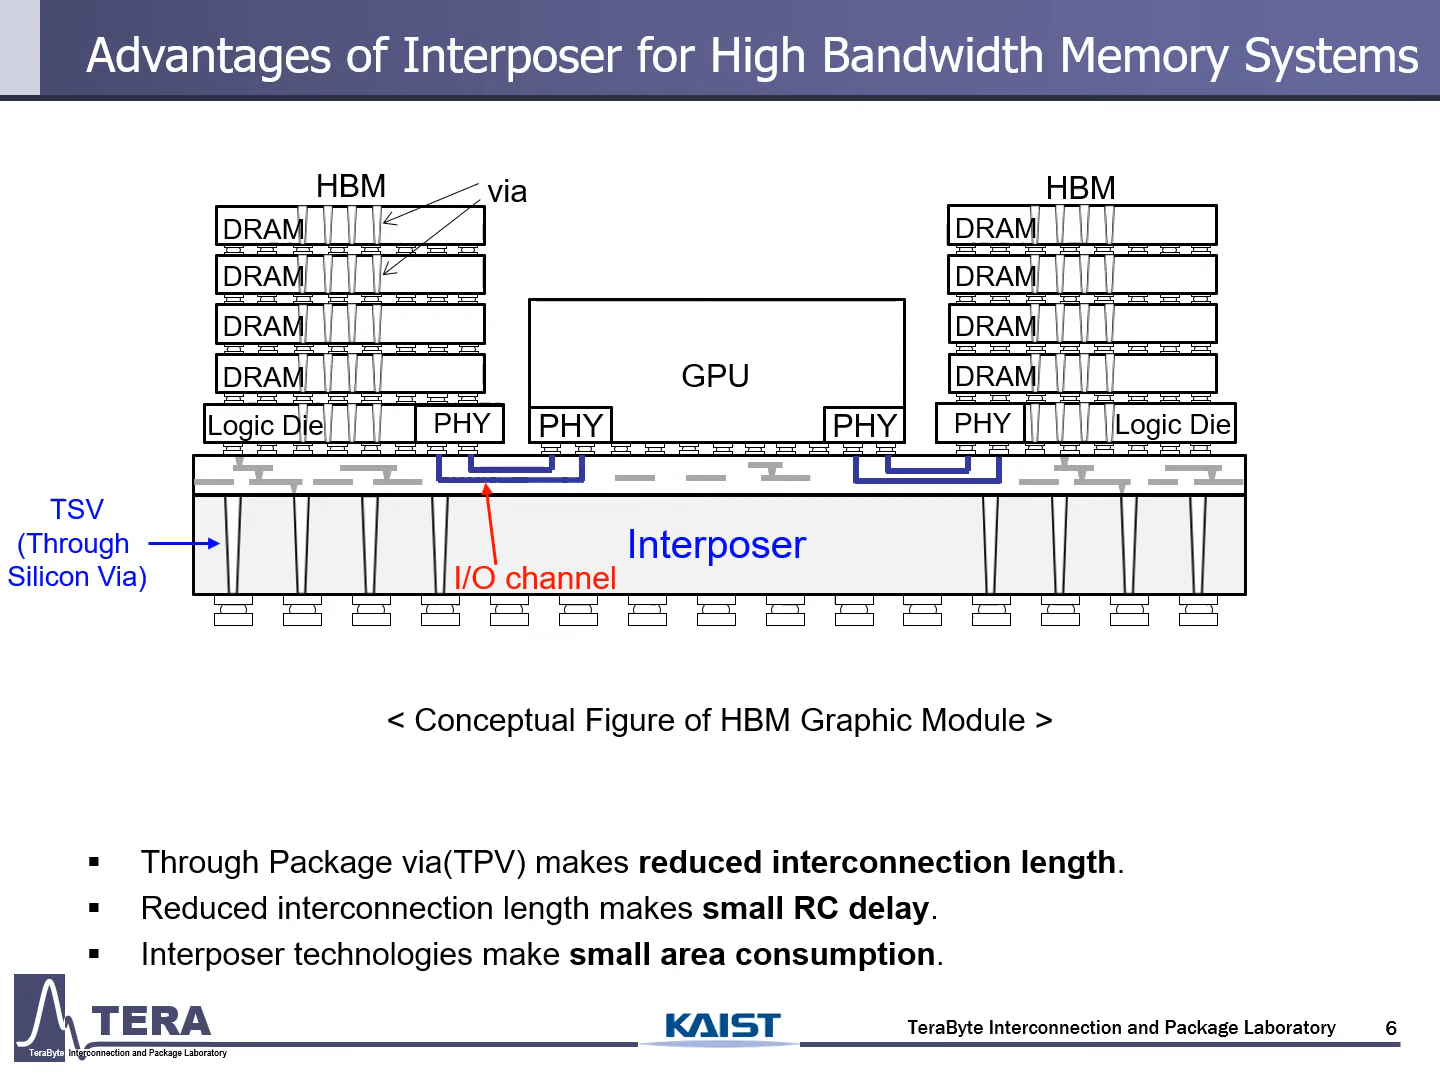 Advantages of Interposer for High Bandwidth Memory Systems
HBM
via
HBM
DRAM
DRAM
DRAM
DRAM
DRAM
DRAM
DRAM
DRAM
GPU
Logic Die
PHY
PHY
PHY
PHY
Logic Die
TSV
(Through
Silicon Via)
Interposer
I/O channel
< Conceptual Figure of HBM Graphic Module >
▪ Through Package via(TPV) makes reduced interconnection length.
▪ Reduced interconnection length makes small RC delay.
▪ Interposer technologies make small area consumption.
TERA
TeraByte Interconnection and Package Laboratory
KAIST
TeraByte Interconnection and Package Laboratory
6